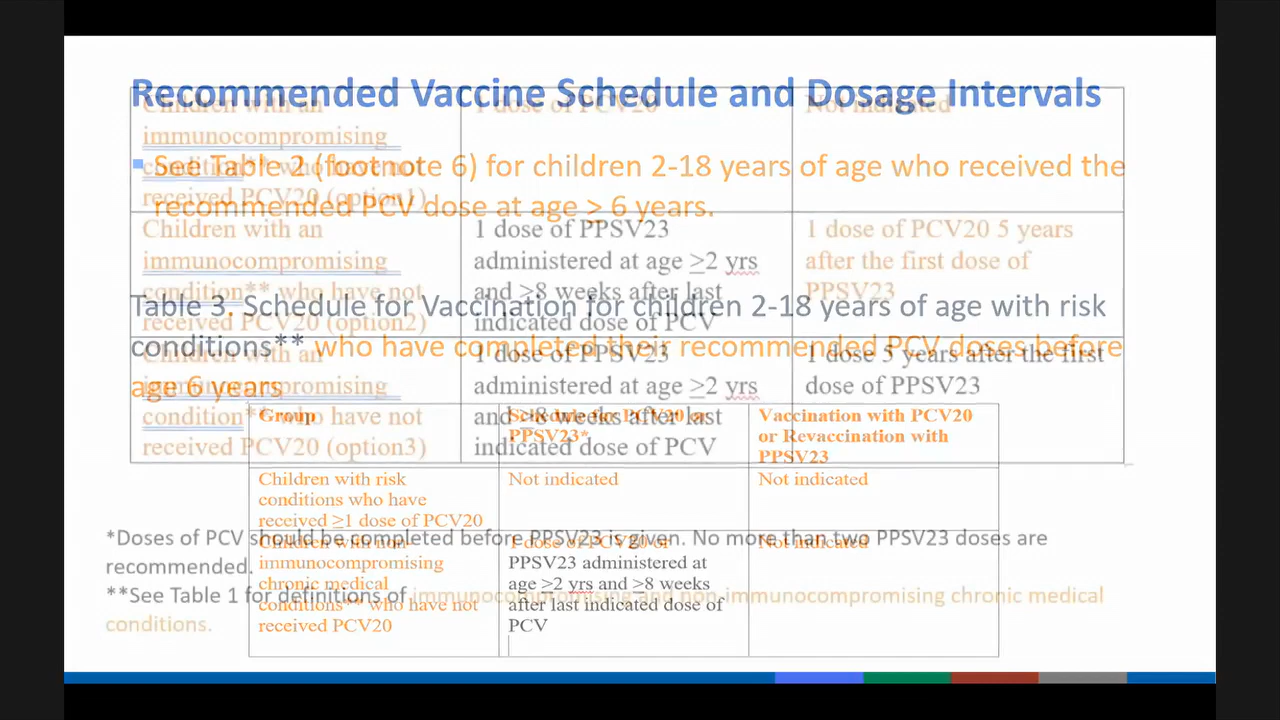 Recommended Vaccine Schedule and Dosage Intervals
See Table 2 (footnote 6) for children 2-18 years of age who received the
recommended PCV dose at age > 6 years.
Table 3. Schedule for Vaccination for children 2-18 years of age with risk
conditions** who have completed their recommended PCV doses before
age 6 years
Group
Schedule for PCV20 or
PPSV23*
Vaccination with PCV20
or Revaccination with
PPSV23
Children with risk
conditions who have
received ≥1 dose of PCV20
Not indicated
Not indicated
Children with non-
immunocompromising
chronic medical
conditions** who have not
received PCV20
1 dose of PCV20 or
PPSV23 administered at
age >2 yrs and >8 weeks
after last indicated dose of
PCV
Not indicated
Children with an
immunocompromising
condition** who have not
received PCV20 (option1)
1 dose of PCV20
Not indicated
Children with an
immunocompromising
condition** who have not
received PCV20 (option2)
1 dose of PPSV23
administered at age >2 yrs
and >8 weeks after last
indicated dose of PCV
1 dose of PCV20 5 years
after the first dose of
PPSV23
Children with an
immunocompromising
condition** who have not
received PCV20 (option3)
1 dose of PPSV23
administered at age >2 yrs
and >8 weeks after last
indicated dose of PCV
1 dose 5 years after the first
dose of PPSV23
*Doses of PCV should be completed before PPSV23 is given. No more than two PPSV23 doses are
recommended.
**See Table 1 for definitions of immunocompromising and non-immunocompromising chronic medical
conditions.